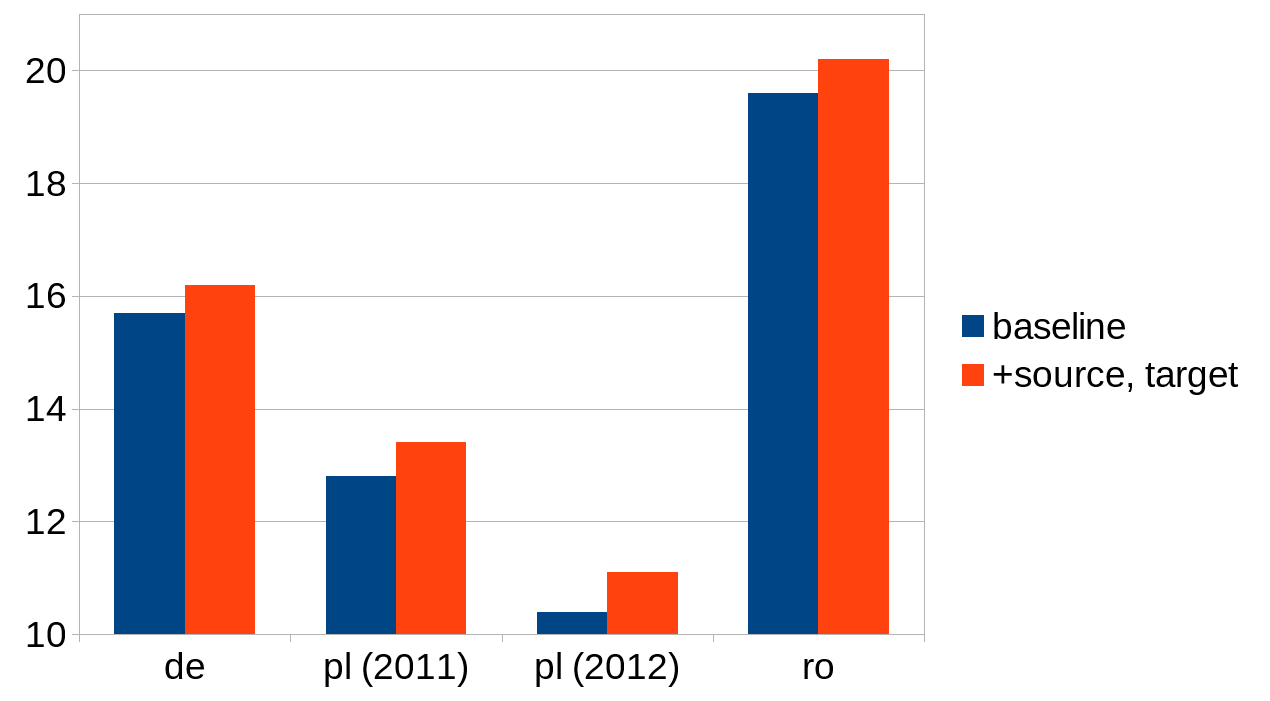 20
18
16
14
12
10
de
pl (2011)
pl (2012)
ro
baseline
+source, target